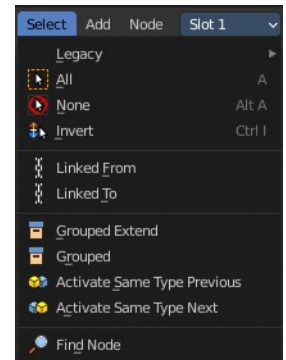 Select Add Node Slot 1
Legacy
All A
None Alt A
Invert Ctrl I
Linked From
Linked To
Grouped Extend
Grouped
Activate Same Type Previous
Activate Same Type Next
Find Node